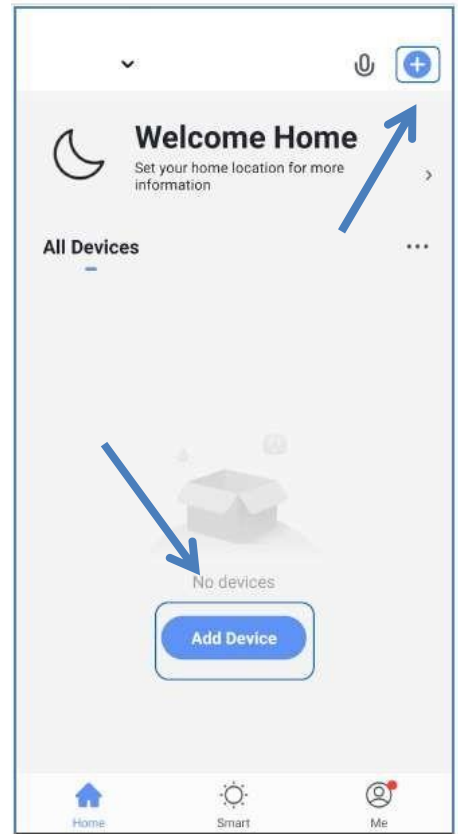 Welcome Home
Set your home location for more
information
All Devices
No devices
Add Device
Home
Smart
Me